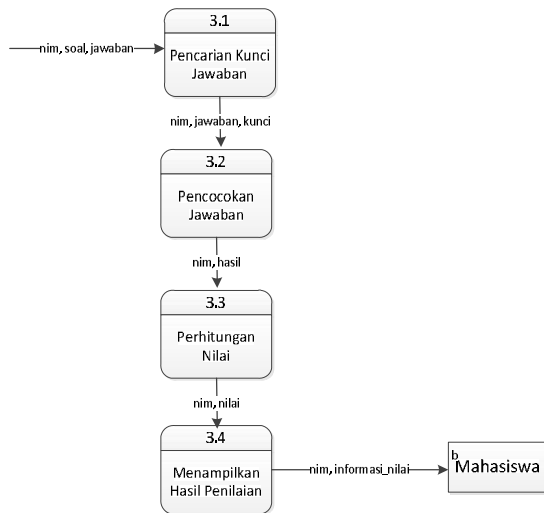 3.1
nim, soal, jawaban
Pencarian Kunci
Jawaban
nim, jawaban, kunci
3.2
Pencocokan
Jawaban
nim, hasil
3.3
Perhitungan
Nilai
nim, nilai
3.4
Menampilkan
Hasil Penilaian
nim, informasi_nilai
b
Mahasiswa